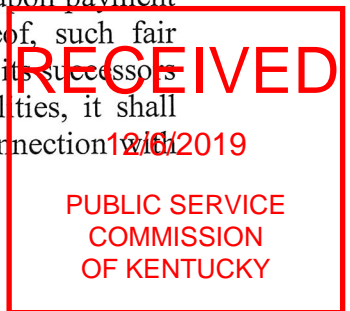 upon payment
of, such fair
its successors
lities, it shall
nnection with
RECEIVED
12/6/2019
PUBLIC SERVICE
COMMISSION
OF KENTUCKY